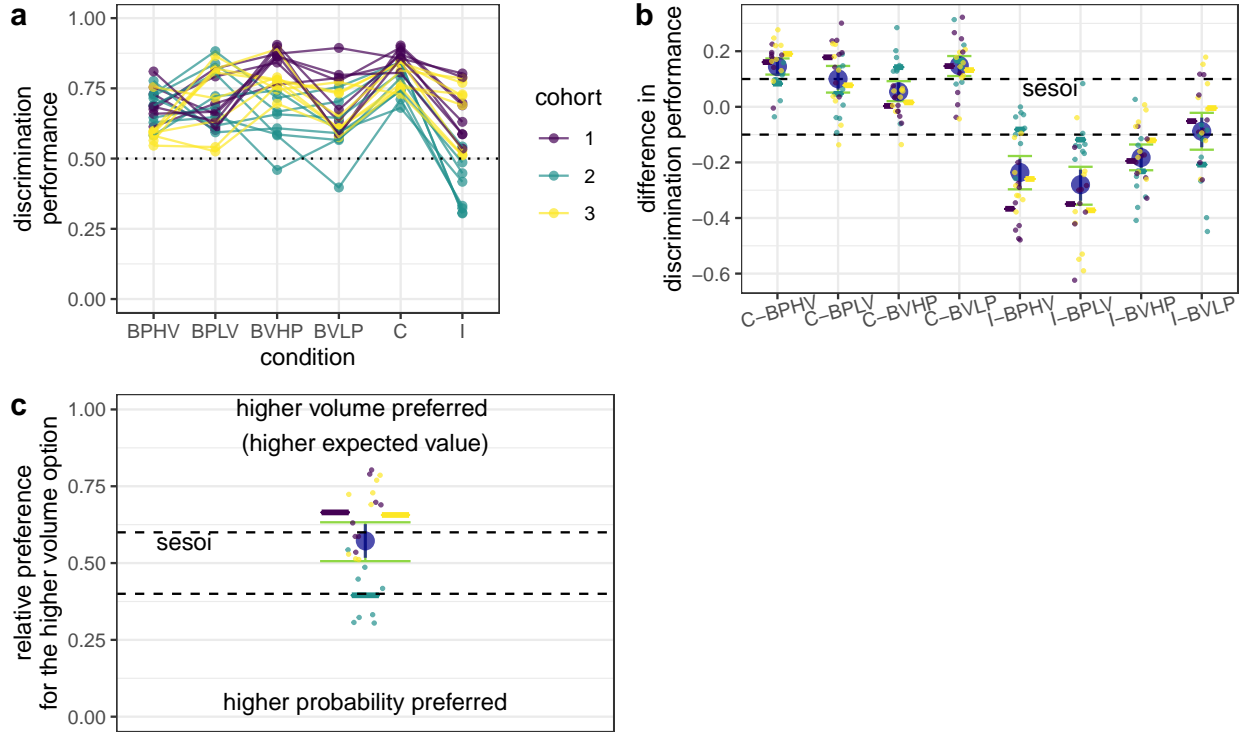 a
1.00
0.75
0.50
0.25
0.00
discrimination
performance
BPHV BPLV BVHP BVLP C I
condition
cohort
1
2
3
b
0.2
0.0
−0.2
−0.4
−0.6
difference in
discrimination performance
sesoi
C−BPHV C−BPLV C−BVHP C−BVLP I−BPHV I−BPLV I−BVHP I−BVLP
c
1.00
0.75
0.50
0.25
0.00
relative preference
for the higher volume option
higher volume preferred
(higher expected value)
sesoi
higher probability preferred